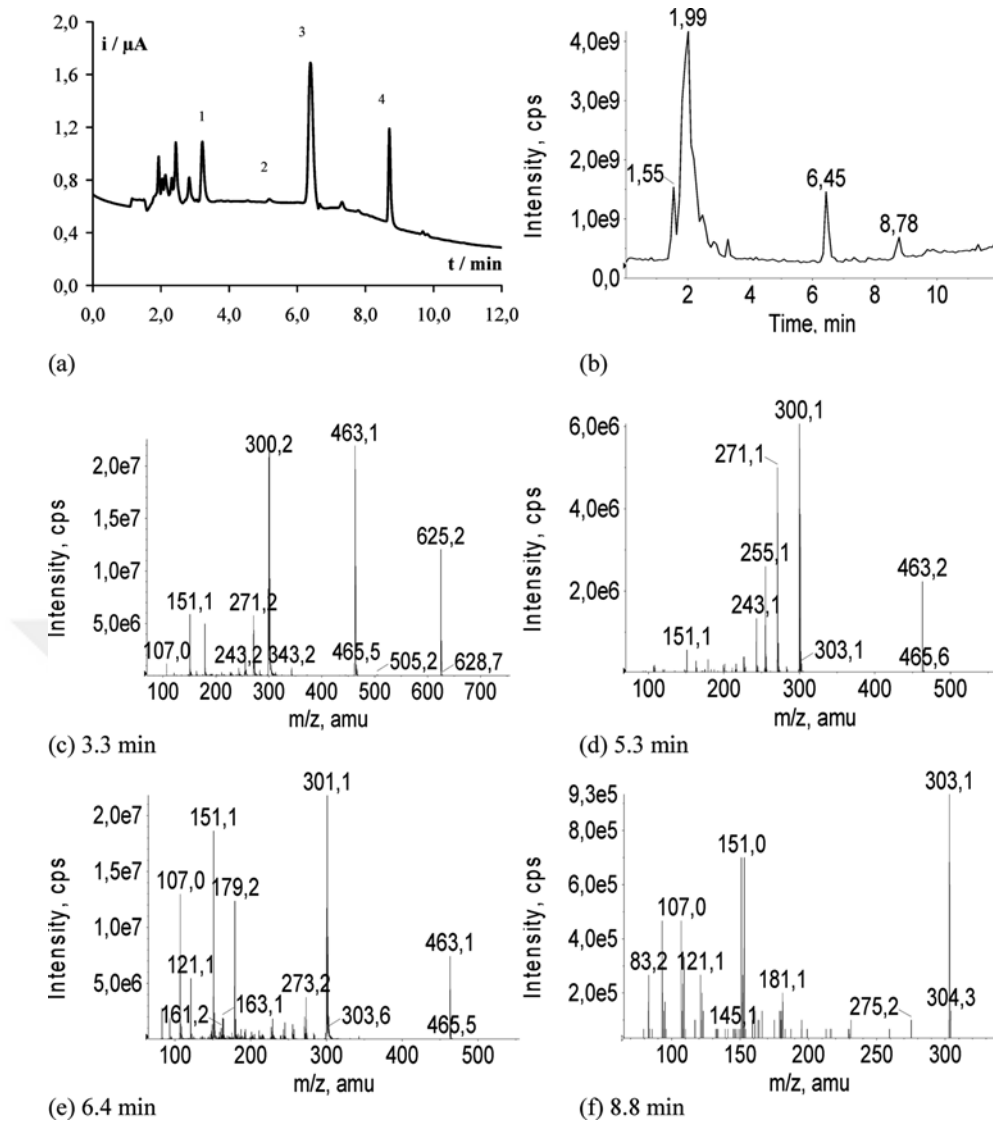 i / µA
2,0
1,6
1,2
0,8
0,4
0,0
1
2
3
4
t / min
0,0 2,0 4,0 6,0 8,0 10,0 12,0
(a)
Intensity, cps
4,0e9
3,0e9
2,0e9
1,0e9
0,0
1,99
1,55
6,45
8,78
2 4 6 8 10
Time, min
(b)
Intensity, cps
2,0e7
1,5e7
1,0e7
5,0e6
300,2
463,1
625,2
151,1
271,2
107,0
243,2
343,2
465,5
505,2
628,7
100 200 300 400 500 600 700
m/z, amu
(c) 3.3 min
Intensity, cps
6,0e6
4,0e6
2,0e6
300,1
271,1
255,1
243,1
463,2
151,1
303,1
465,6
100 200 300 400 500
m/z, amu
(d) 5.3 min
Intensity, cps
2,0e7
1,5e7
1,0e7
5,0e6
301,1
151,1
107,0
179,2
463,1
121,1
161,2
163,1
273,2
303,6
465,5
100 200 300 400 500
m/z, amu
(e) 6.4 min
Intensity, cps
9,3e5
8,0e5
6,0e5
4,0e5
2,0e5
303,1
151,0
107,0
83,2
121,1
181,1
145,1
275,2
304,3
100 150 200 250 300
m/z, amu
(f) 8.8 min